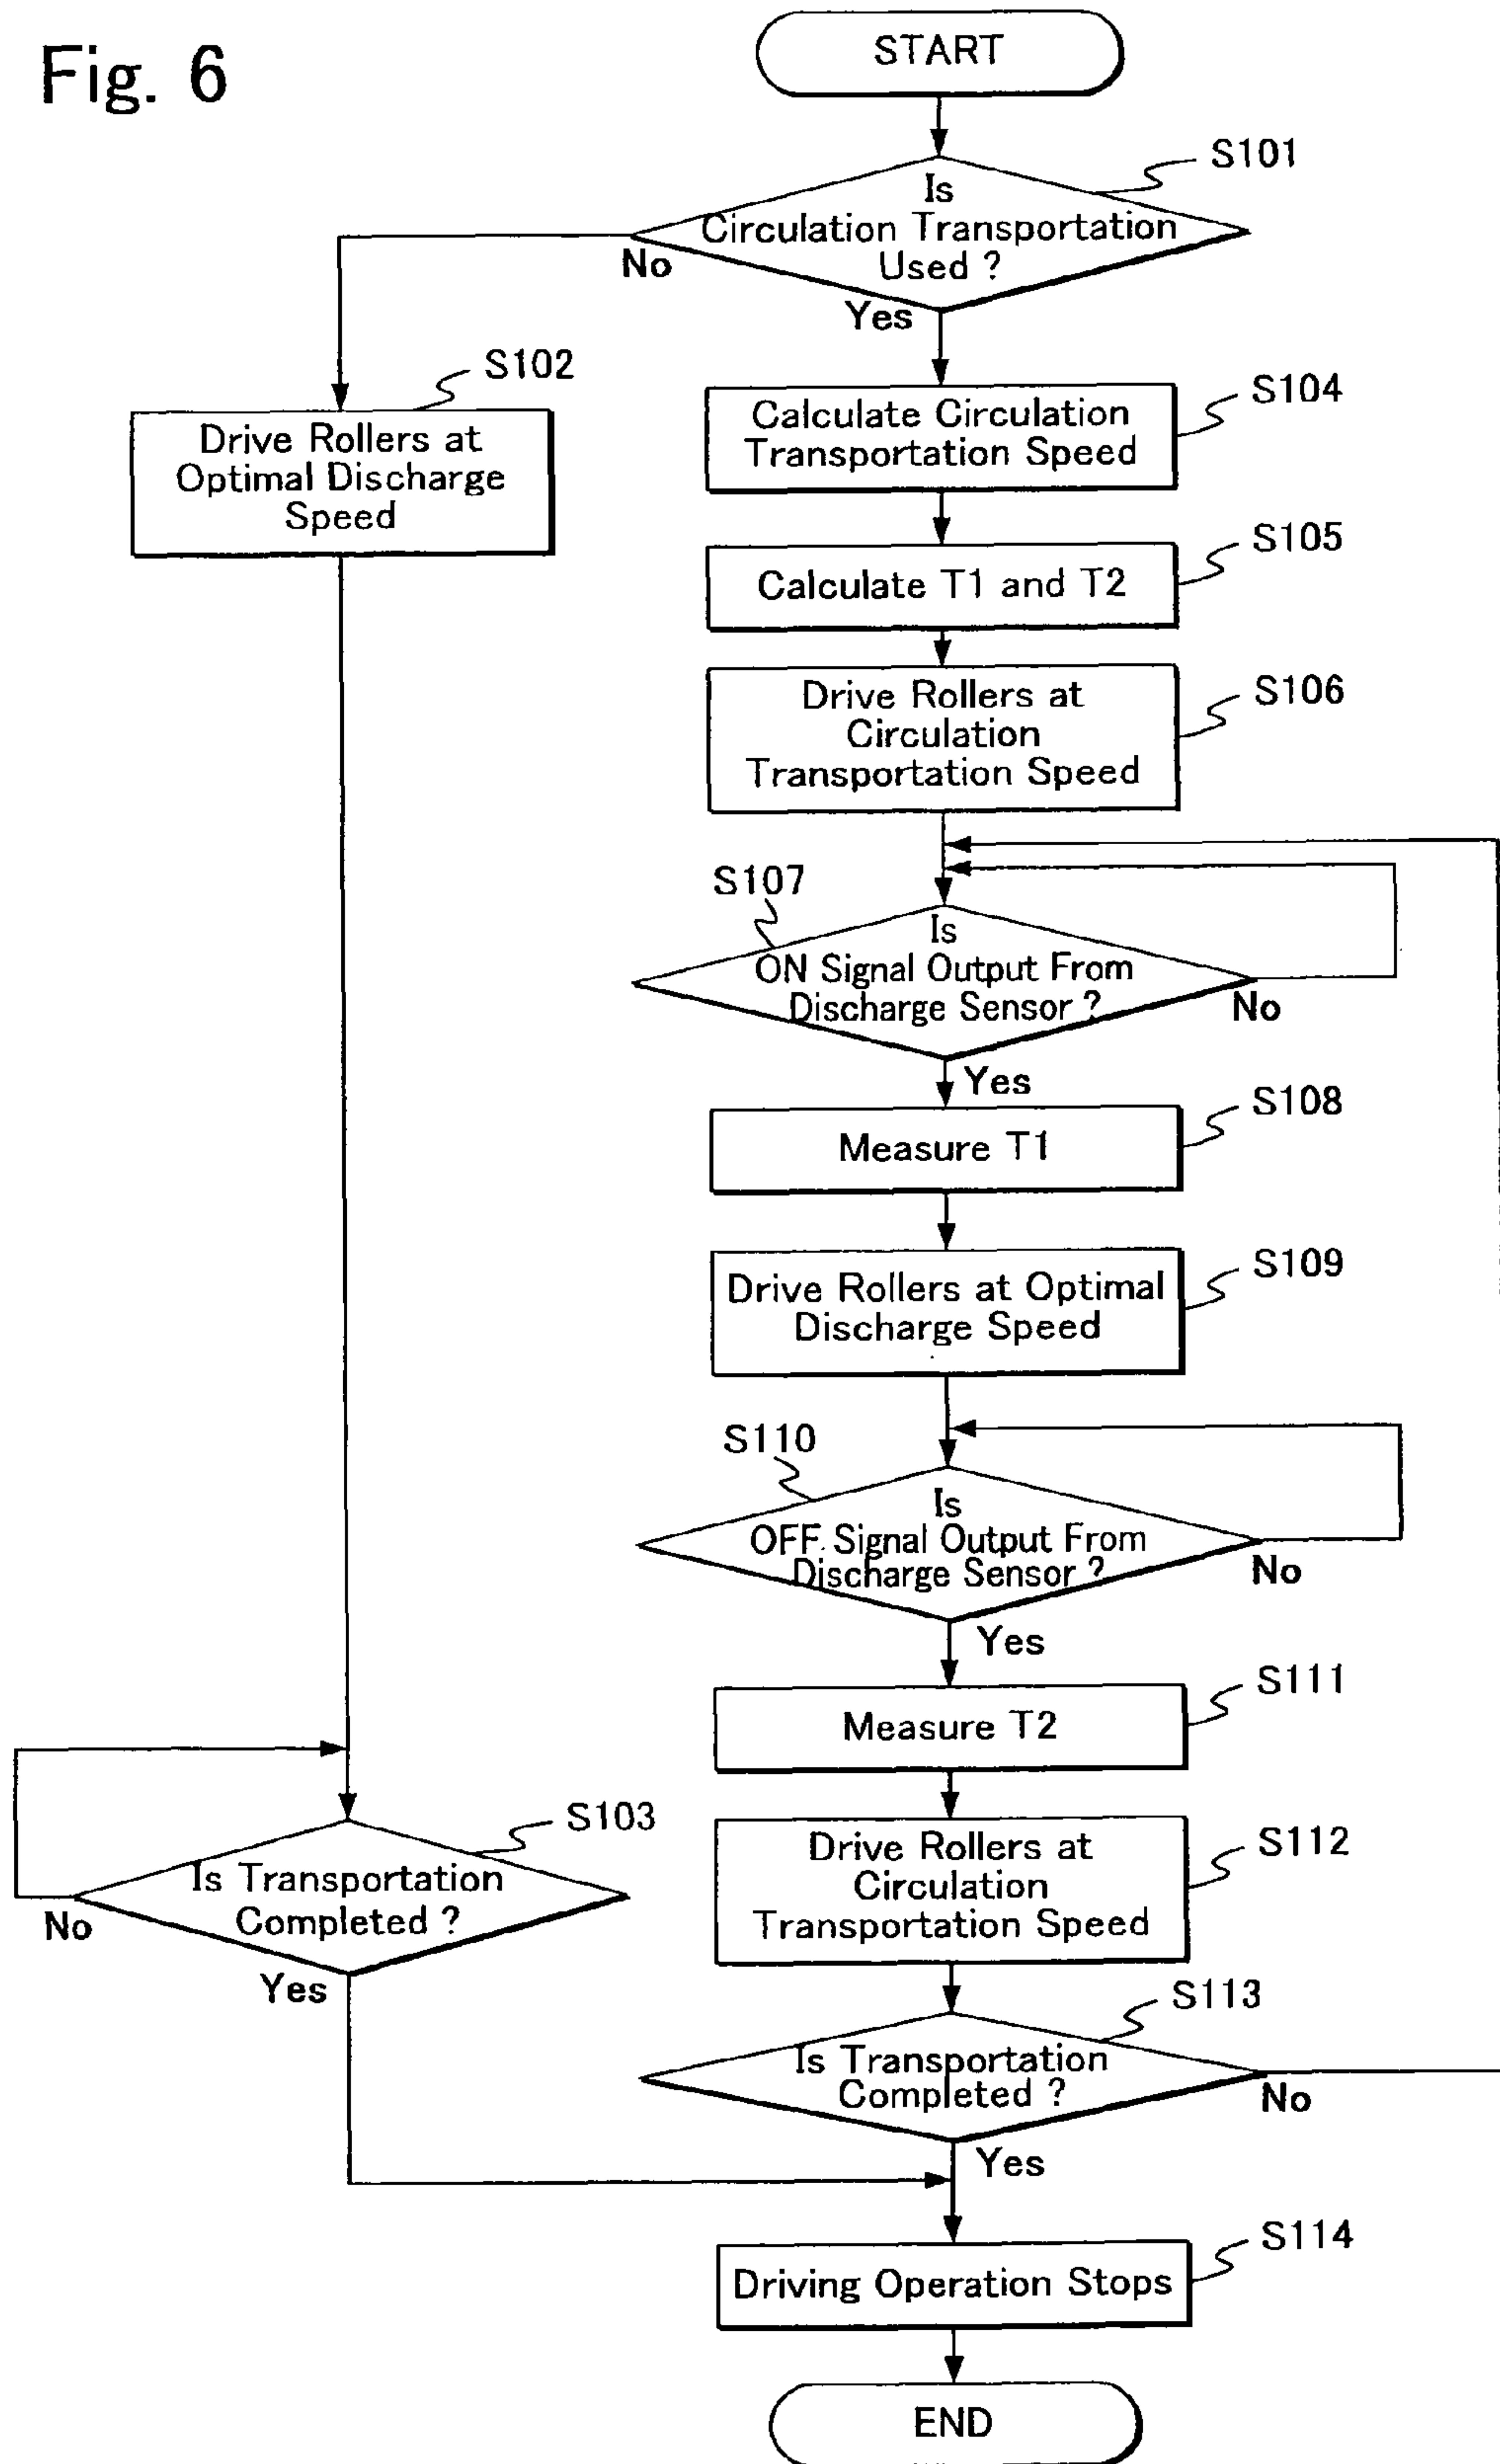 Fig. 6
START
S101
Is
Circulation Transportation
Used ?
No
Yes
S102
Drive Rollers at
Optimal Discharge
Speed
S104
Calculate Circulation
Transportation Speed
S105
Calculate T1 and T2
S106
Drive Rollers at
Circulation
Transportation Speed
S107
Is
ON Signal Output From
Discharge Sensor ?
No
Yes
S108
Measure T1
S109
Drive Rollers at Optimal
Discharge Speed
S110
Is
OFF Signal Output From
Discharge Sensor ?
No
Yes
S111
Measure T2
S103
Is Transportation
Completed ?
No
Yes
S112
Drive Rollers at
Circulation
Transportation Speed
S113
Is Transportation
Completed ?
No
Yes
S114
Driving Operation Stops
END